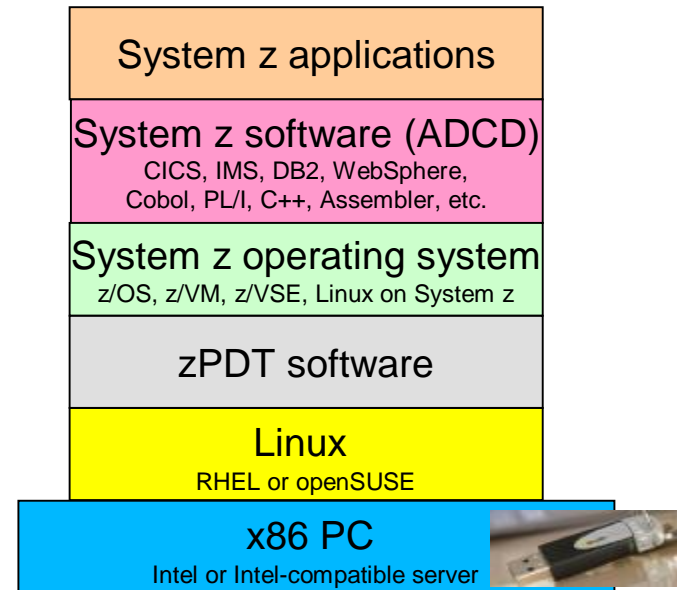 System z applications
System z software (ADCD)
CICS, IMS, DB2, WebSphere,
Cobol, PL/I, C++, Assembler, etc.
System z operating system
z/OS, z/VM, z/VSE, Linux on System z
zPDT software
Linux
RHEL or openSUSE
x86 PC
Intel or Intel-compatible server